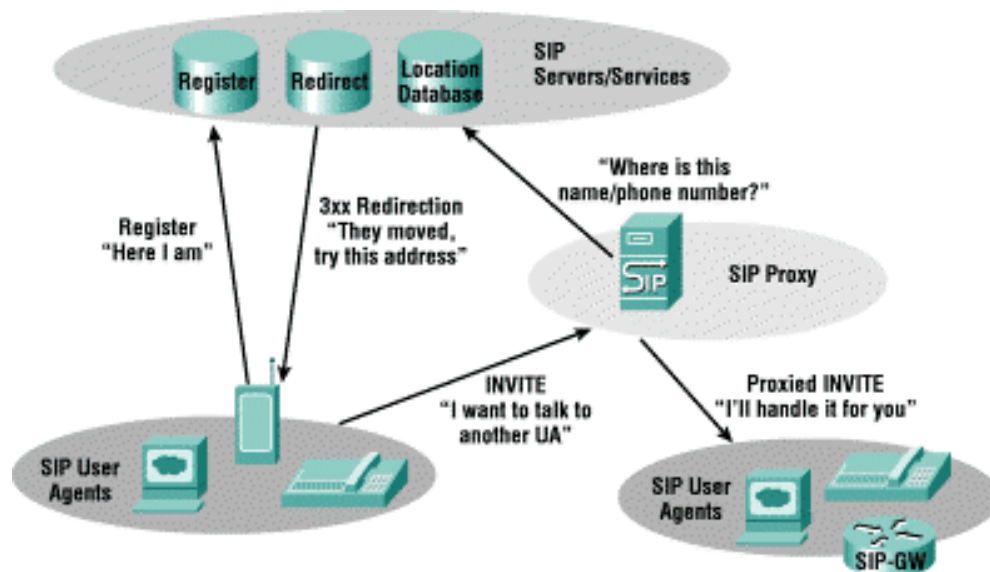 SIP
Servers/Services
Register
Redirect
Location
Database
"Where is this
name/phone number?"
Register
"Here I am"
3xx Redirection
"They moved,
try this address"
SIP
SIP Proxy
INVITE
"I want to talk to
another UA"
Proxied INVITE
"I'll handle it for you"
SIP User
Agents
SIP User
Agents
SIP-GW